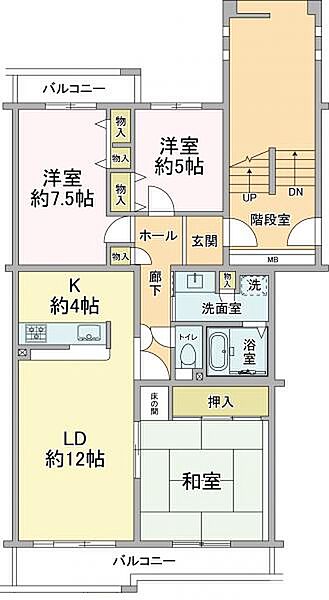 バルコニー
物入
洋室
約5帖
洋室
約7.5帖
物入
物入
UP
DN
階段室
ホール
玄関
物入
MB
K
約4帖
廊下
物入
洗
洗面室
トイレ
浴室
LD
約12帖
床の間
押入
和室
バルコニー